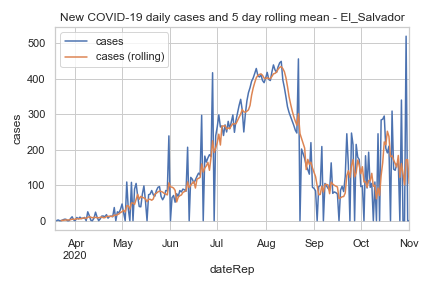 New COVID-19 daily cases and 5 day rolling mean - El_Salvador
cases
cases (rolling)
500
400
300
200
100
0
cases
Apr
2020
May
Jun
Jul
Aug
Sep
Oct
Nov
dateRep